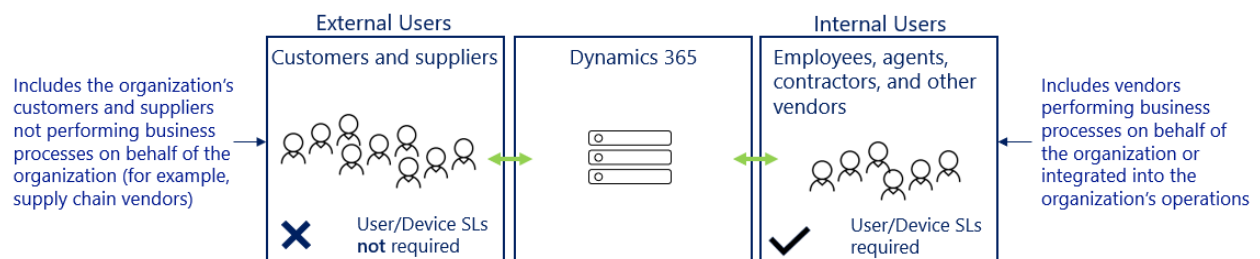 External Users
Internal Users
Customers and suppliers
Dynamics 365
Employees, agents,
contractors, and other
vendors
Includes the organization’s
customers and suppliers
not performing business
processes on behalf of the
organization (for example,
supply chain vendors)
Includes vendors
performing business
processes on behalf of
the organization or
integrated into the
organization’s operations
User/Device SLs
not required
User/Device SLs
required